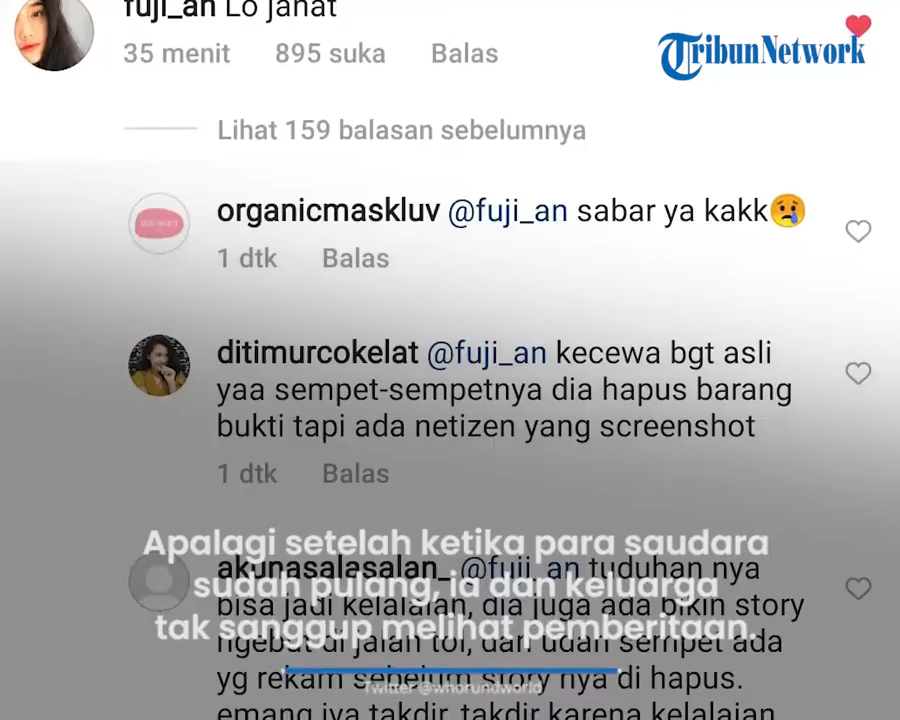 fuji_an Lo jahat
35 menit 895 suka Balas
TribunNetwork
Lihat 159 balasan sebelumnya
organicmaskluv @fuji_an sabar ya kakk😢
1 dtk Balas
ditimurcokelat @fuji_an kecewa bgt asli
yaa sempet-sempetnya dia hapus barang
bukti tapi ada netizen yang screenshot
1 dtk Balas
akunasalasalan_ @fuji_an tuduhan nya
bisa jadi kelalaian, dia juga ada bikin story
ngebut di jalan tol, dan udah sempet ada
yg rekam sebelum story nya di hapus.
emang iya takdir, takdir karena kelalaian
Apalagi setelah ketika para saudara
sudah pulang, ia dan keluarga
tak sanggup melihat pemberitaan.
Twitter @whorundworld